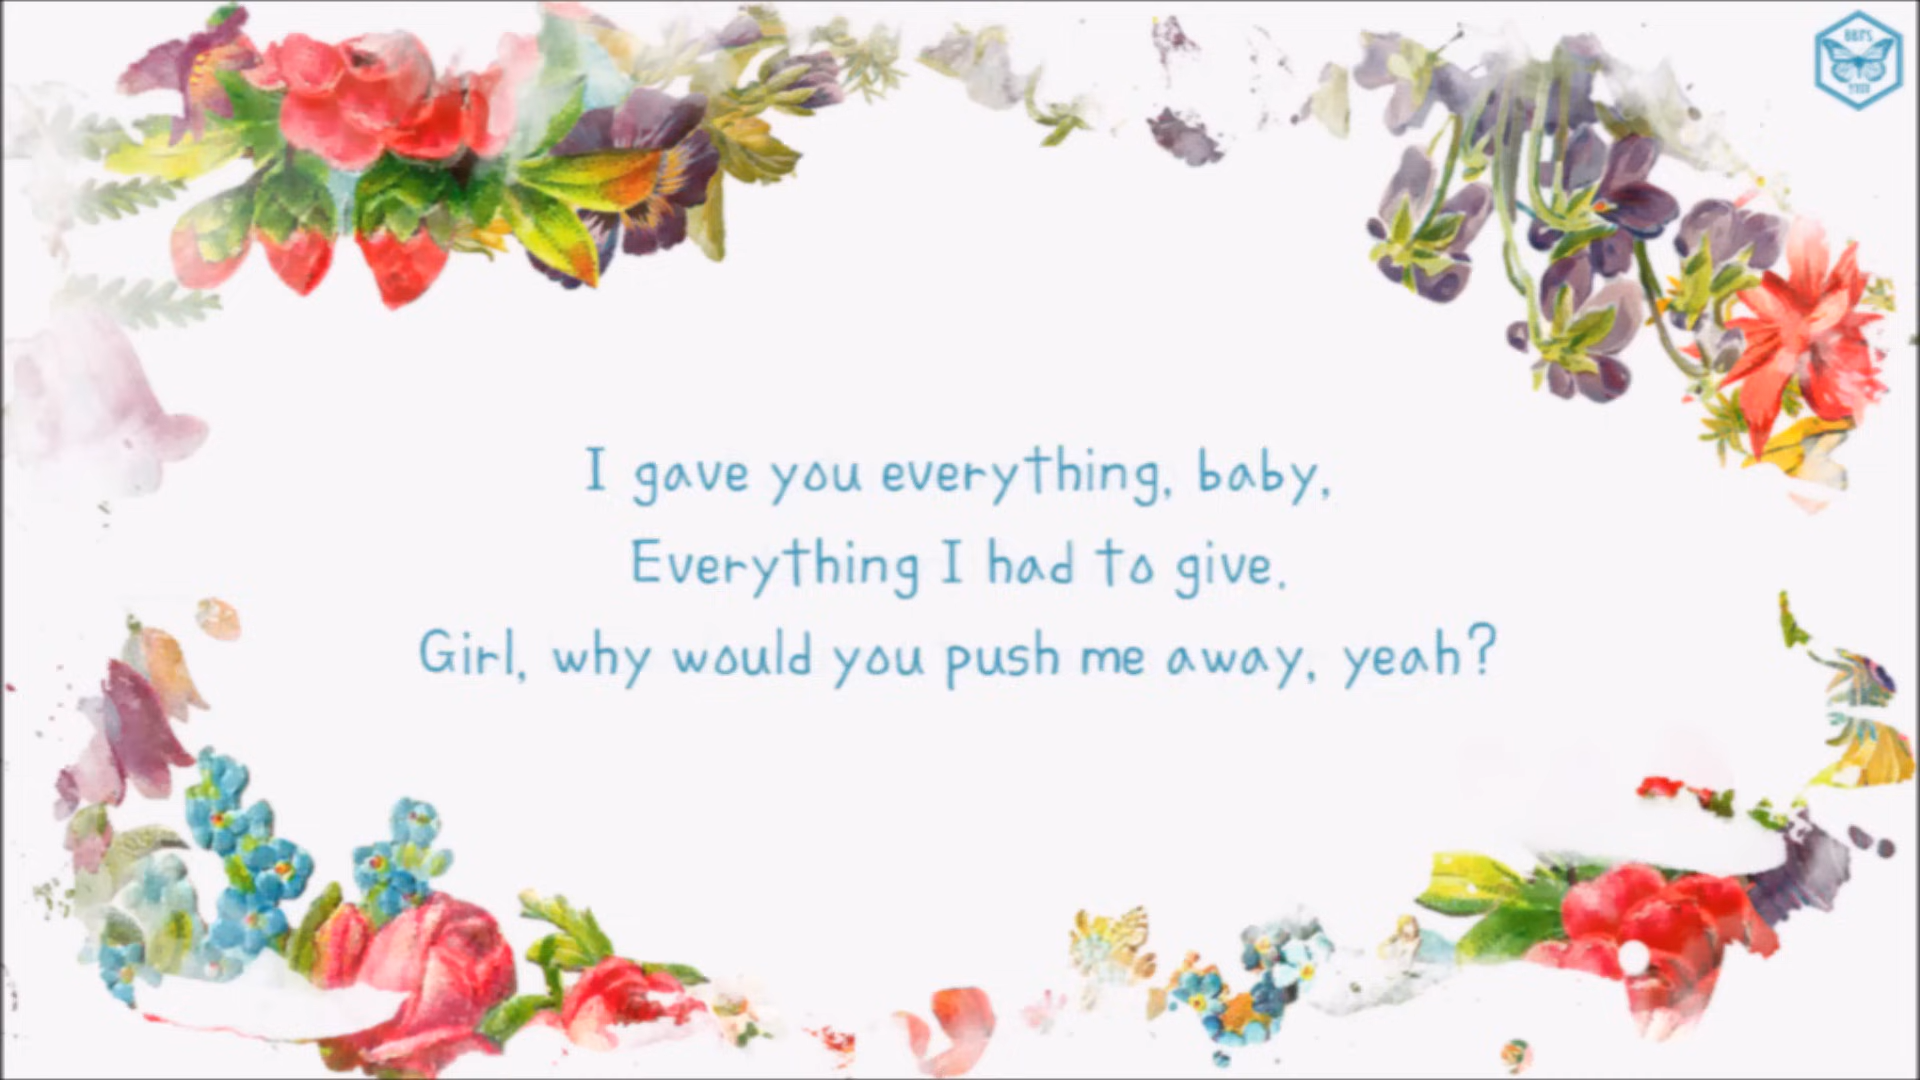 I gave you everything, baby,
Everything I had to give.
Girl, why would you push me away, yeah?